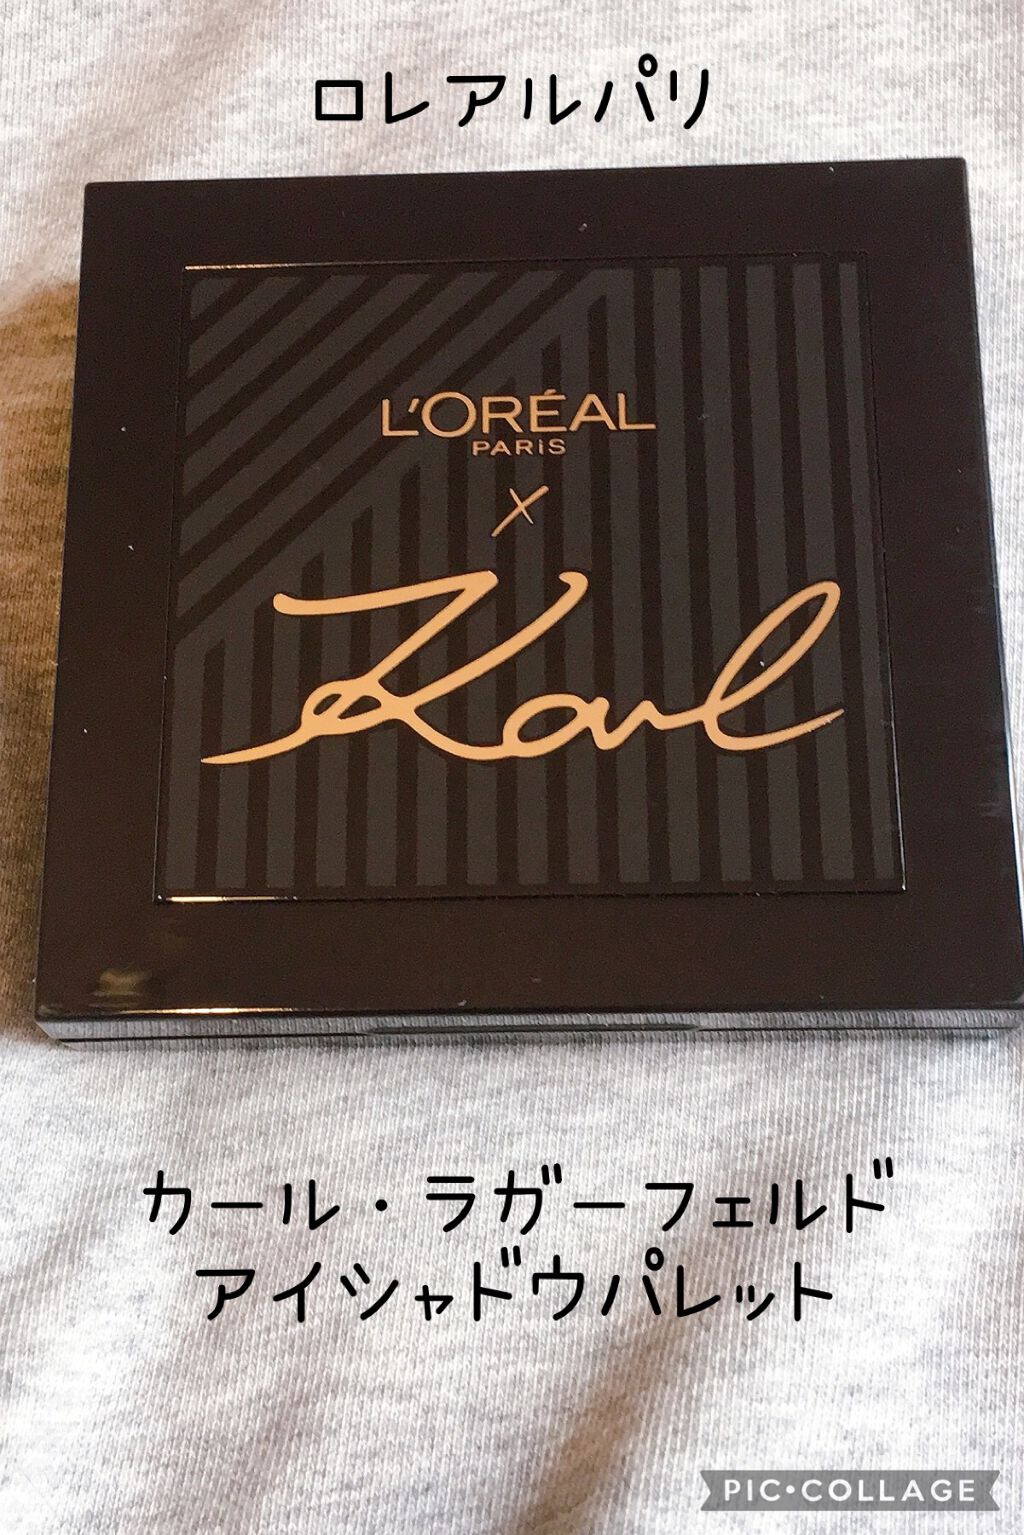 ロレアルパリ
L'ORÉAL
PARIS
X
Karl
カール・ラガーフェルド
アイシャドウパレット
PIC•COLLAGE